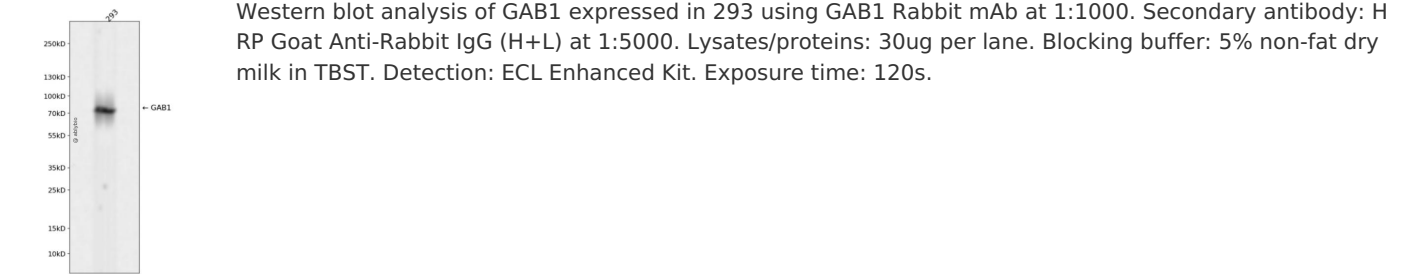 Western blot analysis of GAB1 expressed in 293 using GAB1 Rabbit mAb at 1:1000. Secondary antibody: H
RP Goat Anti-Rabbit IgG (H+L) at 1:5000. Lysates/proteins: 30ug per lane. Blocking buffer: 5% non-fat dry
milk in TBST. Detection: ECL Enhanced Kit. Exposure time: 120s.
293
250kD
130kD
100kD
70kD
55kD
35kD
25kD
15kD
10kD
← GAB1